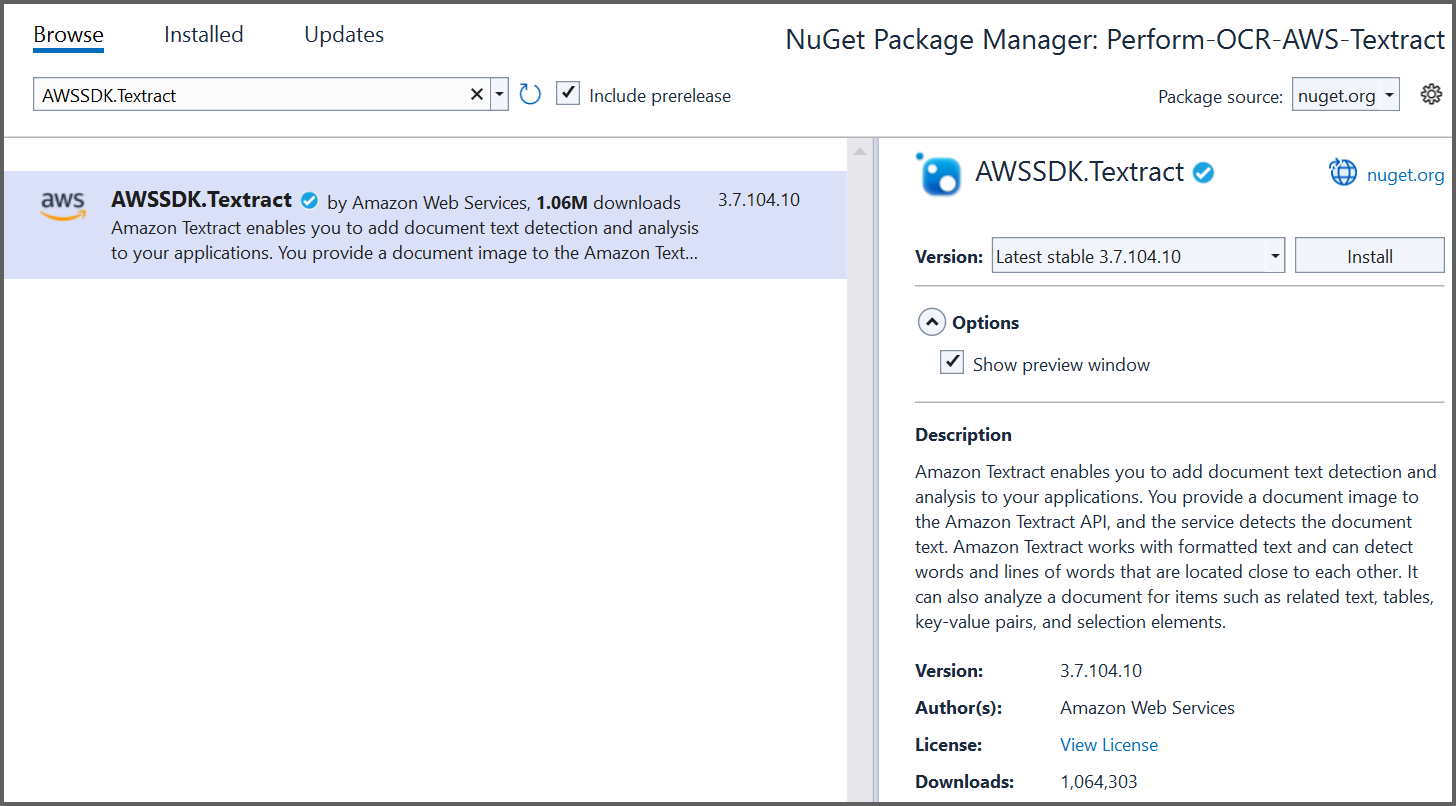 Browse Installed Updates
NuGet Package Manager: Perform-OCR-AWS-Textract
AWSSDK.Textract
Include prerelease
Package source: nuget.org
aws
AWSSDK.Textract by Amazon Web Services, 1.06M downloads 3.7.104.10
Amazon Textract enables you to add document text detection and analysis
to your applications. You provide a document image to the Amazon Text...
AWSSDK.Textract
nuget.org
Version: Latest stable 3.7.104.10 Install
Options
Show preview window
Description
Amazon Textract enables you to add document text detection and
analysis to your applications. You provide a document image to
the Amazon Textract API, and the service detects the document
text. Amazon Textract works with formatted text and can detect
words and lines of words that are located close to each other. It
can also analyze a document for items such as related text, tables,
key-value pairs, and selection elements.
Version: 3.7.104.10
Author(s): Amazon Web Services
License: View License
Downloads: 1,064,303